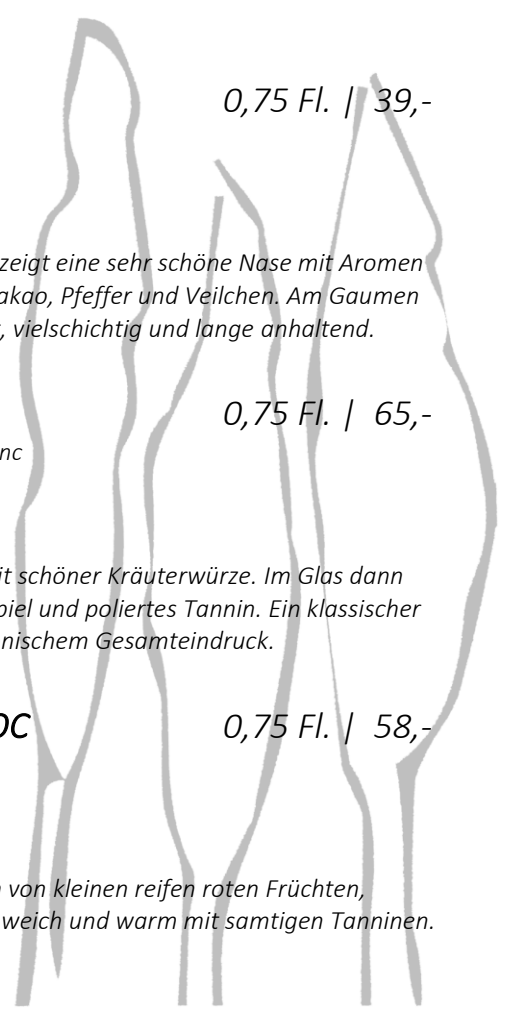 0,75 Fl. | 39,-
zeigt eine sehr schöne Nase mit Aromen
akao, Pfeffer und Veilchen. Am Gaumen
, vielschichtig und lange anhaltend.
0,75 Fl. | 65,-
nc
it schöner Kräuterwürze. Im Glas dann
piel und poliertes Tannin. Ein klassischer
nischem Gesamteindruck.
OC 0,75 Fl. | 58,-
von kleinen reifen roten Früchten,
weich und warm mit samtigen Tanninen.